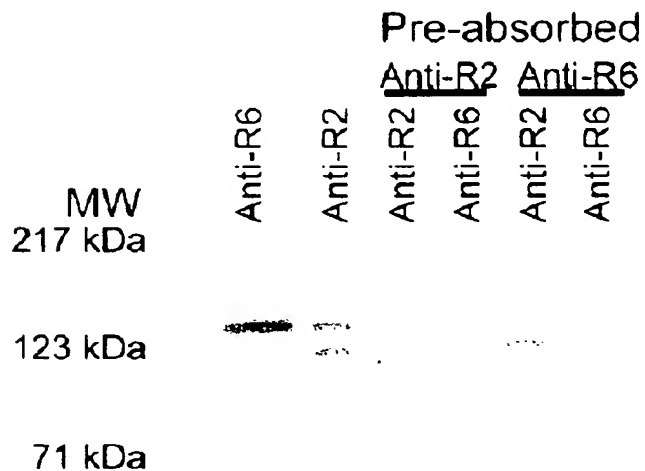 Pre-absorbed
Anti-R2 Anti-R6
Anti-R6 Anti-R2 Anti-R2 Anti-R6 Anti-R2 Anti-R6
MW
217 kDa
123 kDa
71 kDa